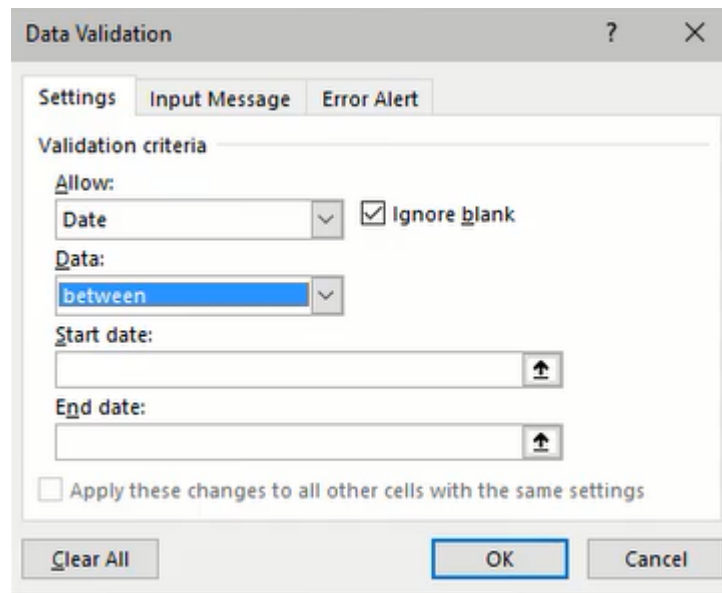 Data Validation ?
Settings Input Message Error Alert
Validation criteria
Allow:
Date Ignore blank
Data:
between
Start date:
End date:
Apply these changes to all other cells with the same settings
Clear All OK Cancel